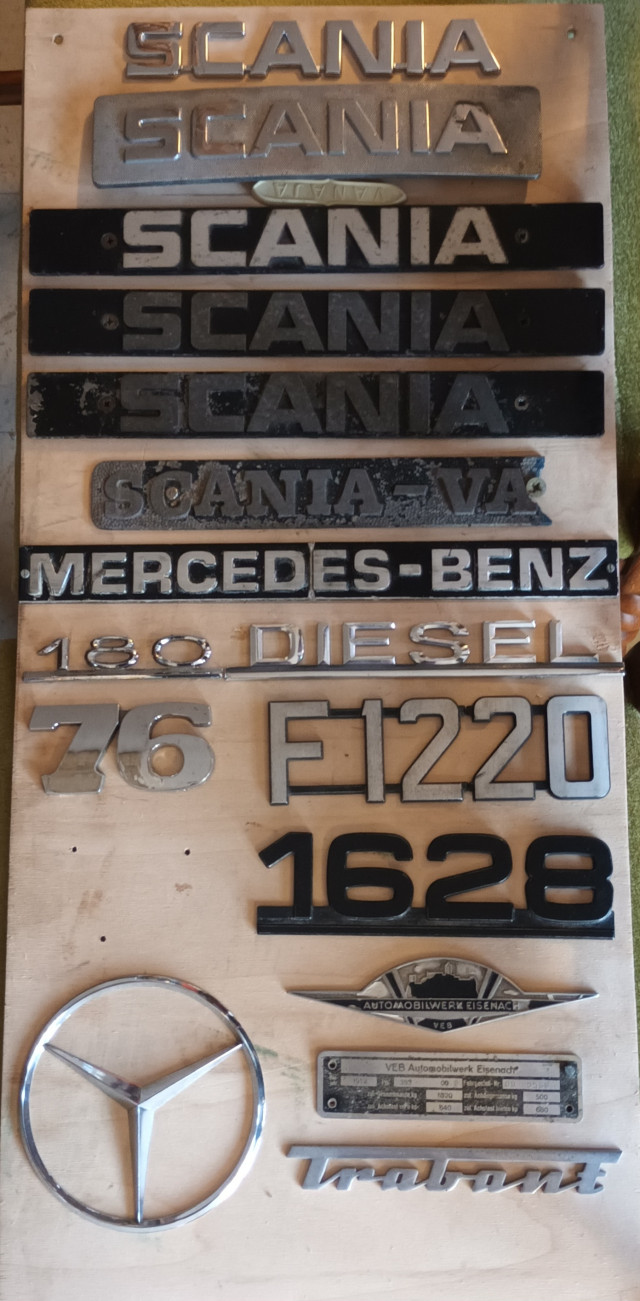 SCANIA
SCANIA
VANAJA
SCANIA
SCANIA
SCANIA
SCANIA-VA
MERCEDES-BENZ
180 DIESEL
76 F1220
1628
AUTOMOBILWERK EISENACH
VEB
VEB Automobilwerk Eisenach
Trabant